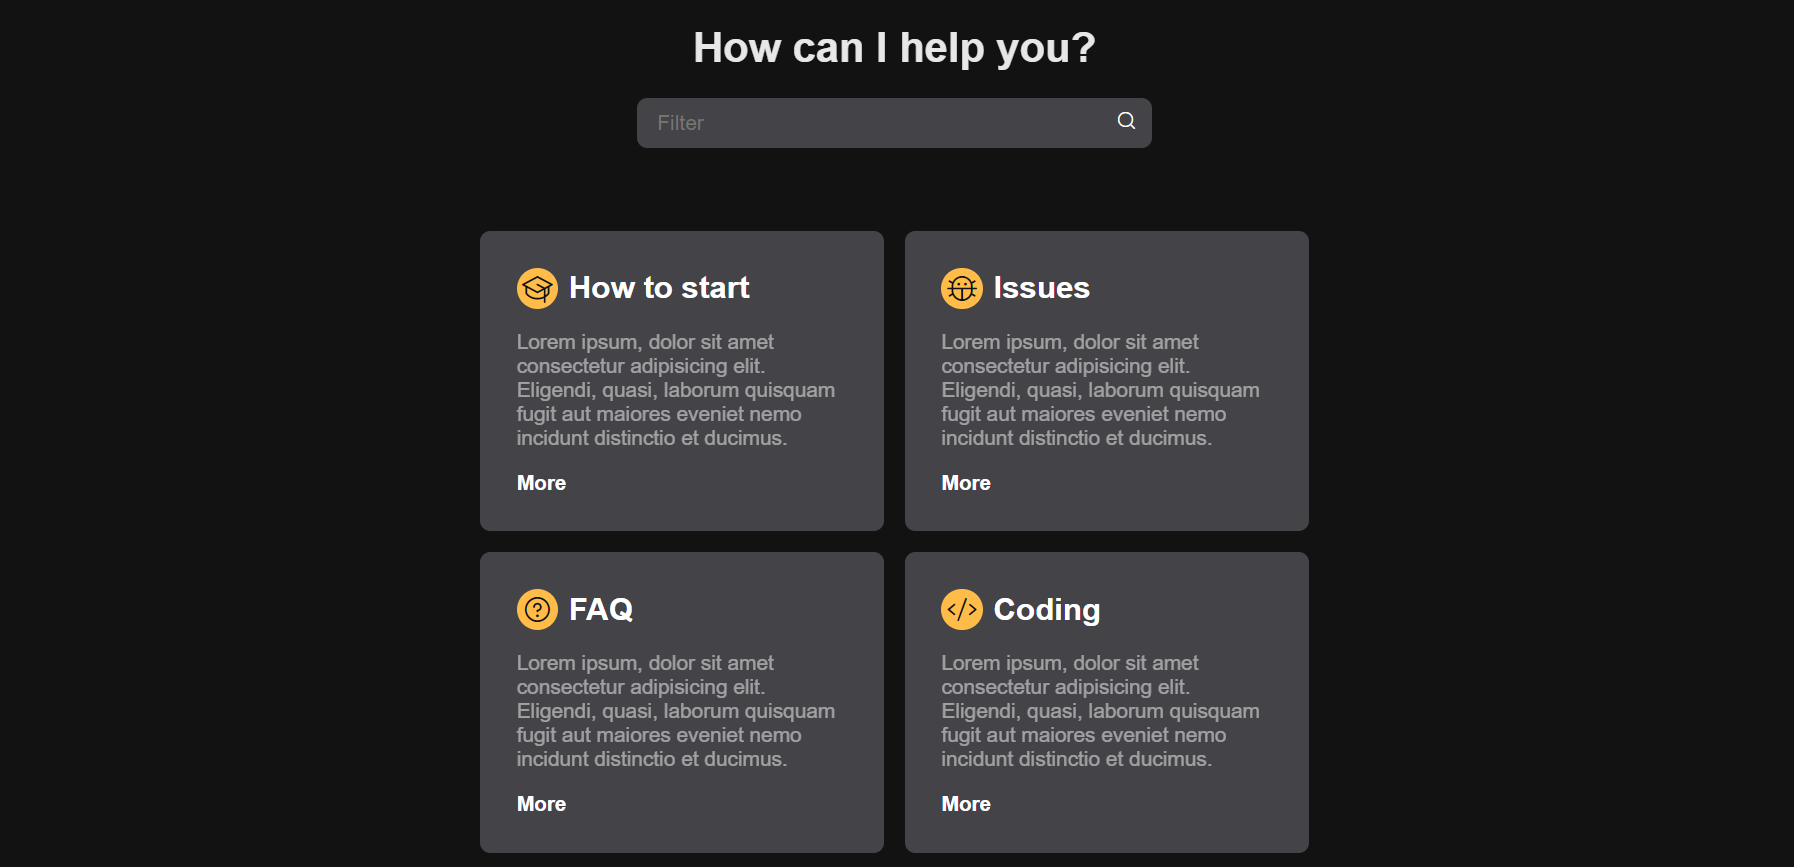 How can I help you?
Filter
How to start
Lorem ipsum, dolor sit amet
consectetur adipisicing elit.
Eligendi, quasi, laborum quisquam
fugit aut maiores eveniet nemo
incidunt distinctio et ducimus.
More
Issues
Lorem ipsum, dolor sit amet
consectetur adipisicing elit.
Eligendi, quasi, laborum quisquam
fugit aut maiores eveniet nemo
incidunt distinctio et ducimus.
More
FAQ
Lorem ipsum, dolor sit amet
consectetur adipisicing elit.
Eligendi, quasi, laborum quisquam
fugit aut maiores eveniet nemo
incidunt distinctio et ducimus.
More
Coding
Lorem ipsum, dolor sit amet
consectetur adipisicing elit.
Eligendi, quasi, laborum quisquam
fugit aut maiores eveniet nemo
incidunt distinctio et ducimus.
More